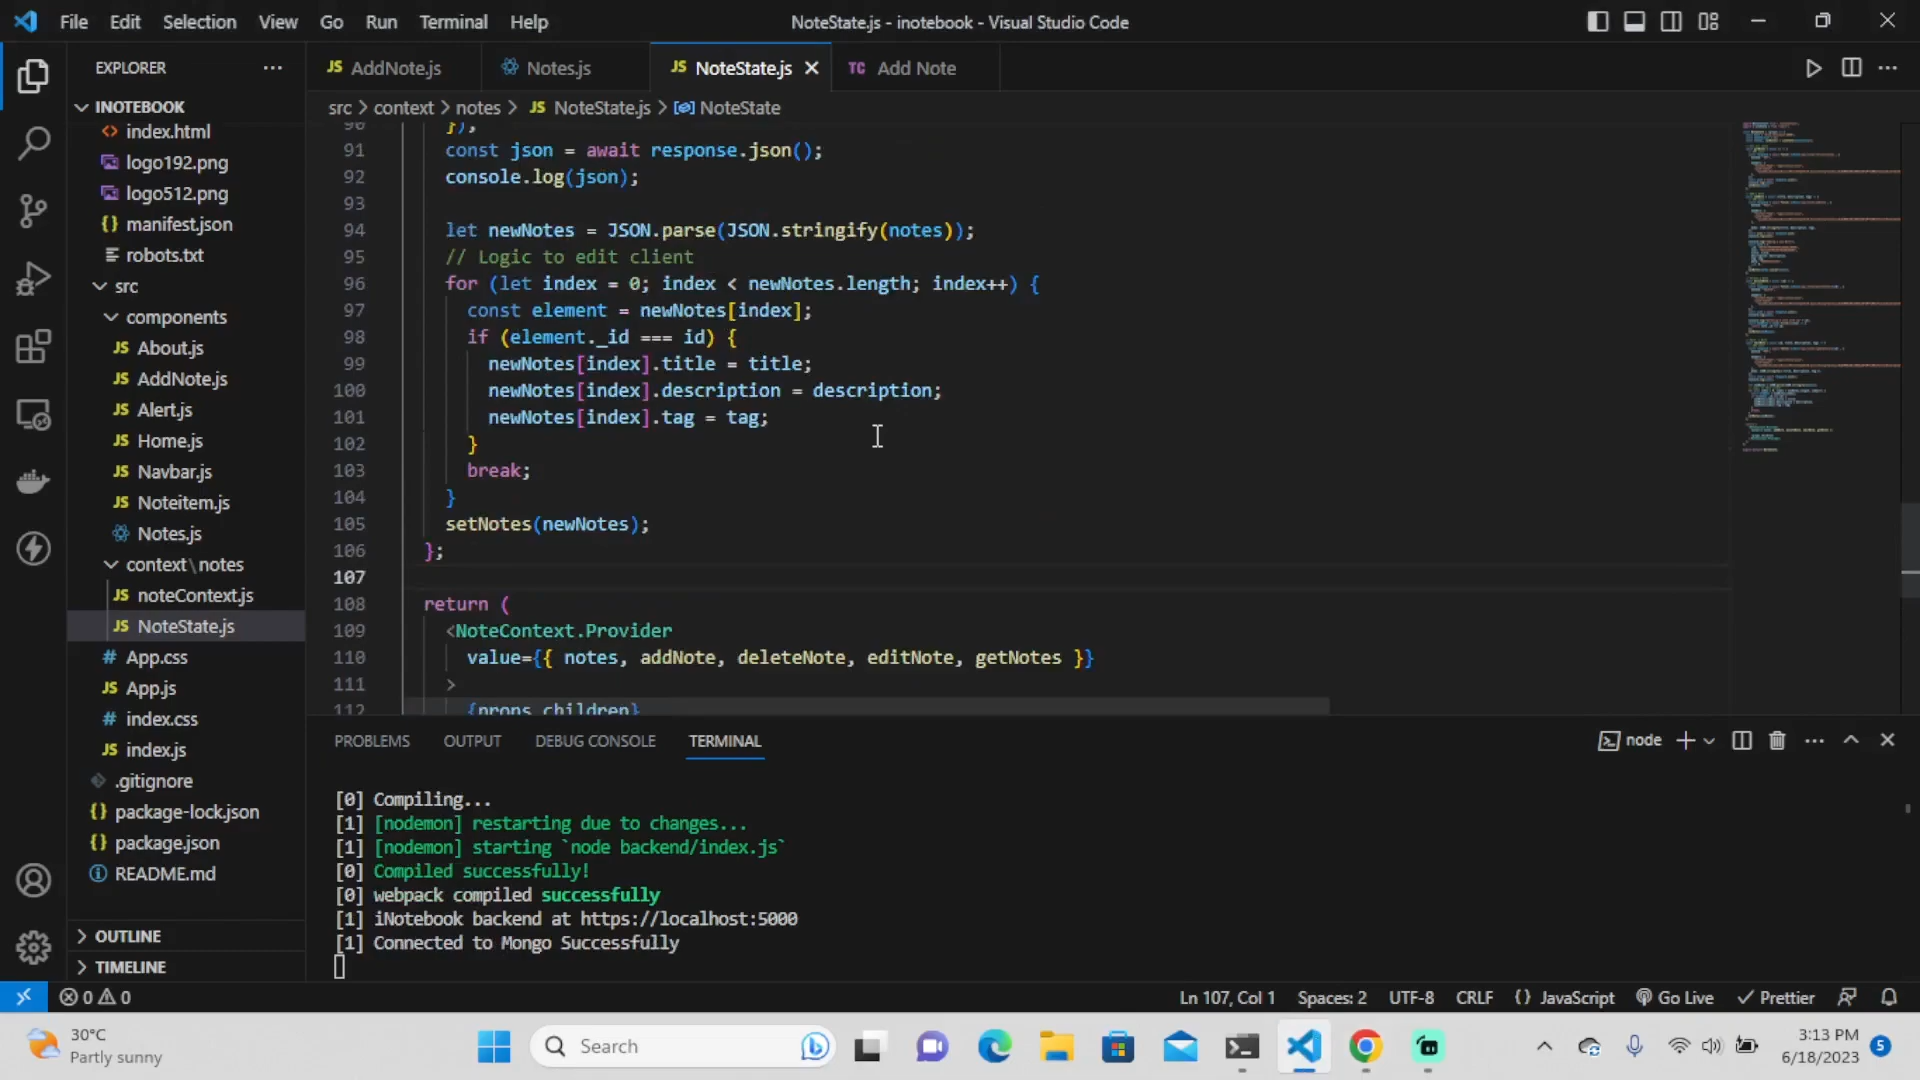 File Edit Selection View Go Run Terminal Help
NoteState.js - inotebook - Visual Studio Code
EXPLORER
INOTEBOOK
index.html
logo192.png
logo512.png
manifest.json
robots.txt
src
components
About.js
AddNote.js
Alert.js
Home.js
Navbar.js
Noteitem.js
Notes.js
context\notes
noteContext.js
NoteState.js
App.css
App.js
index.css
index.js
.gitignore
package-lock.json
package.json
README.md
OUTLINE
TIMELINE
JS AddNote.js Notes.js JS NoteState.js TC Add Note
src > context > notes > JS NoteState.js > NoteState
90 });
91 const json = await response.json();
92 console.log(json);
93
94 let newNotes = JSON.parse(JSON.stringify(notes));
95 // Logic to edit client
96 for (let index = 0; index < newNotes.length; index++) {
97 const element = newNotes[index];
98 if (element._id === id) {
99 newNotes[index].title = title;
100 newNotes[index].description = description;
101 newNotes[index].tag = tag;
102 }
103 break;
104 }
105 setNotes(newNotes);
106 };
107
108 return (
109 <NoteContext.Provider
110 value={{ notes, addNote, deleteNote, editNote, getNotes }}
111 >
112 {props.children}
PROBLEMS OUTPUT DEBUG CONSOLE TERMINAL
node
[0] Compiling...
[1] [nodemon] restarting due to changes...
[1] [nodemon] starting `node backend/index.js`
[0] Compiled successfully!
[0] webpack compiled successfully
[1] iNotebook backend at https://localhost:5000
[1] Connected to Mongo Successfully
0 0
Ln 107, Col 1 Spaces: 2 UTF-8 CRLF {} JavaScript Go Live Prettier
30°C
Partly sunny
Search
3:13 PM
6/18/2023
5